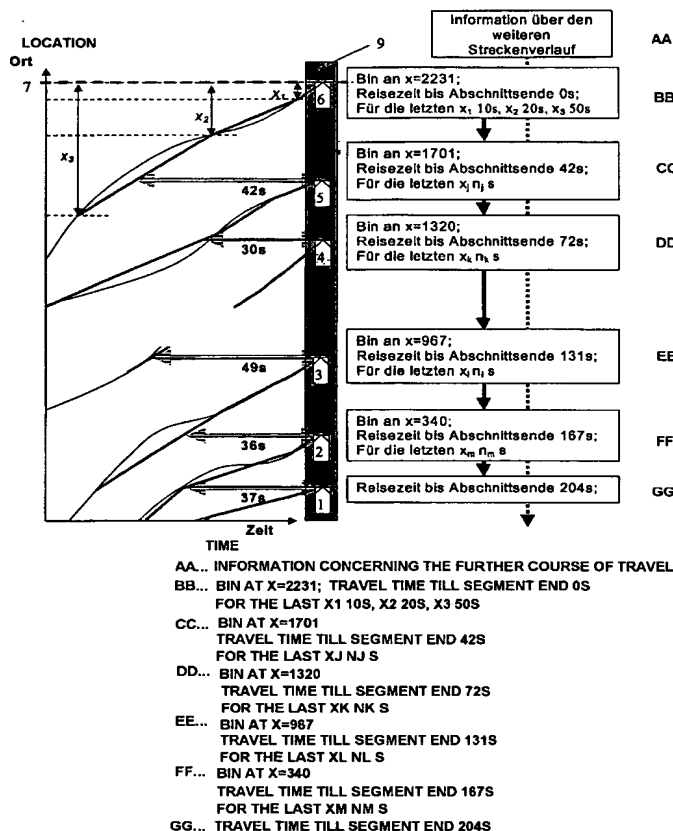 LOCATION
Ort
7
9
Information über den
weiteren
Streckenverlauf
AA
x₁
x₂
x₃
6
Bin an x=2231;
Reisezeit bis Abschnittsende 0s;
Für die letzten x₁ 10s, x₂ 20s, x₃ 50s
BB
42s
5
Bin an x=1701;
Reisezeit bis Abschnittsende 42s;
Für die letzten xⱼ nⱼ s
CC
30s
4
Bin an x=1320;
Reisezeit bis Abschnittsende 72s;
Für die letzten xₖ nₖ s
DD
49s
3
Bin an x=967;
Reisezeit bis Abschnittsende 131s;
Für die letzten xₗ nₗ s
EE
36s
2
Bin an x=340;
Reisezeit bis Abschnittsende 167s;
Für die letzten xₘ nₘ s
FF
37s
1
Reisezeit bis Abschnittsende 204s;
GG
Zeit
TIME
AA... INFORMATION CONCERNING THE FURTHER COURSE OF TRAVEL
BB... BIN AT X=2231; TRAVEL TIME TILL SEGMENT END 0S
FOR THE LAST X1 10S, X2 20S, X3 50S
CC... BIN AT X=1701
TRAVEL TIME TILL SEGMENT END 42S
FOR THE LAST XJ NJ S
DD... BIN AT X=1320
TRAVEL TIME TILL SEGMENT END 72S
FOR THE LAST XK NK S
EE... BIN AT X=967
TRAVEL TIME TILL SEGMENT END 131S
FOR THE LAST XL NL S
FF... BIN AT X=340
TRAVEL TIME TILL SEGMENT END 167S
FOR THE LAST XM NM S
GG... TRAVEL TIME TILL SEGMENT END 204S